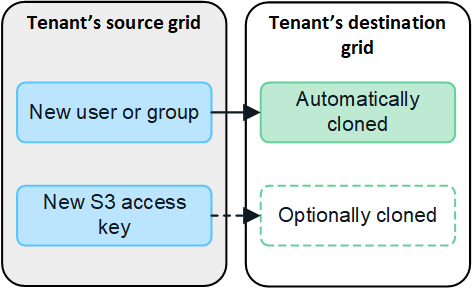 Tenant's source grid
Tenant's destination
grid
New user or group
Automatically
cloned
New S3 access
key
Optionally cloned